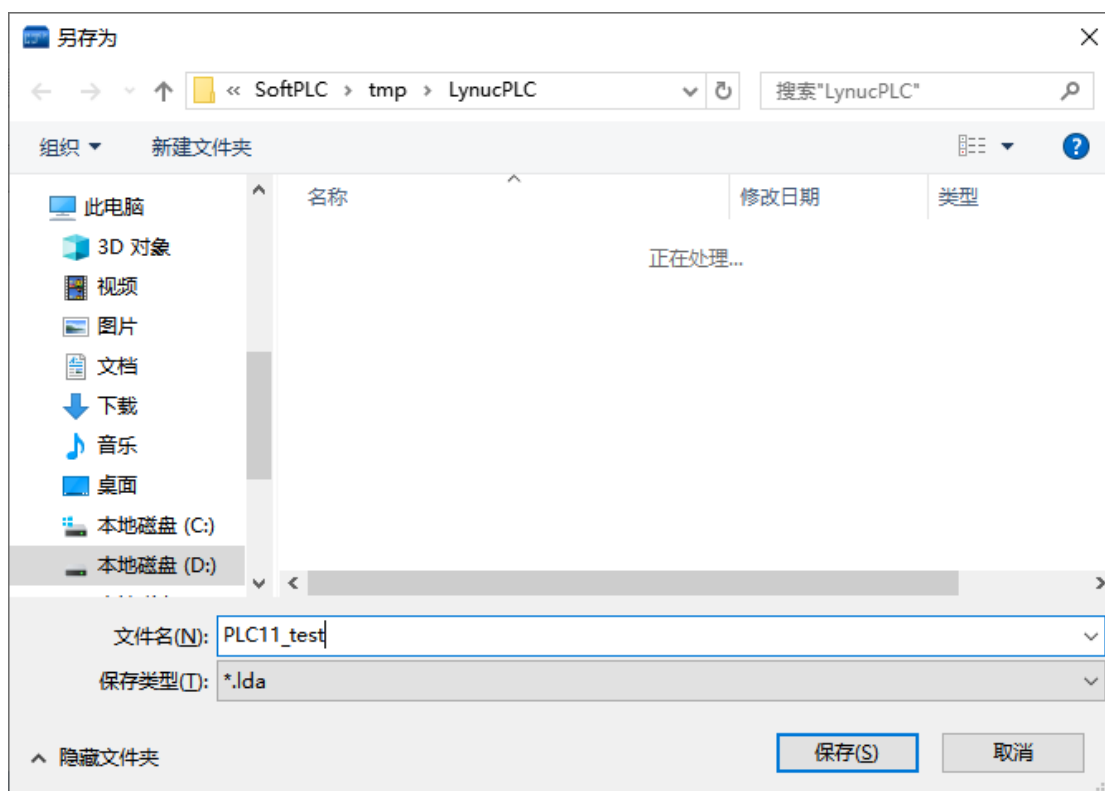 另存为
« SoftPLC › tmp › LynucPLC 搜索"LynucPLC"
组织 新建文件夹
名称 修改日期 类型
正在处理...
此电脑
3D 对象
视频
图片
文档
下载
音乐
桌面
本地磁盘 (C:)
本地磁盘 (D:)
文件名(N): PLC11_test
保存类型(T): *.lda
隐藏文件夹 保存(S) 取消